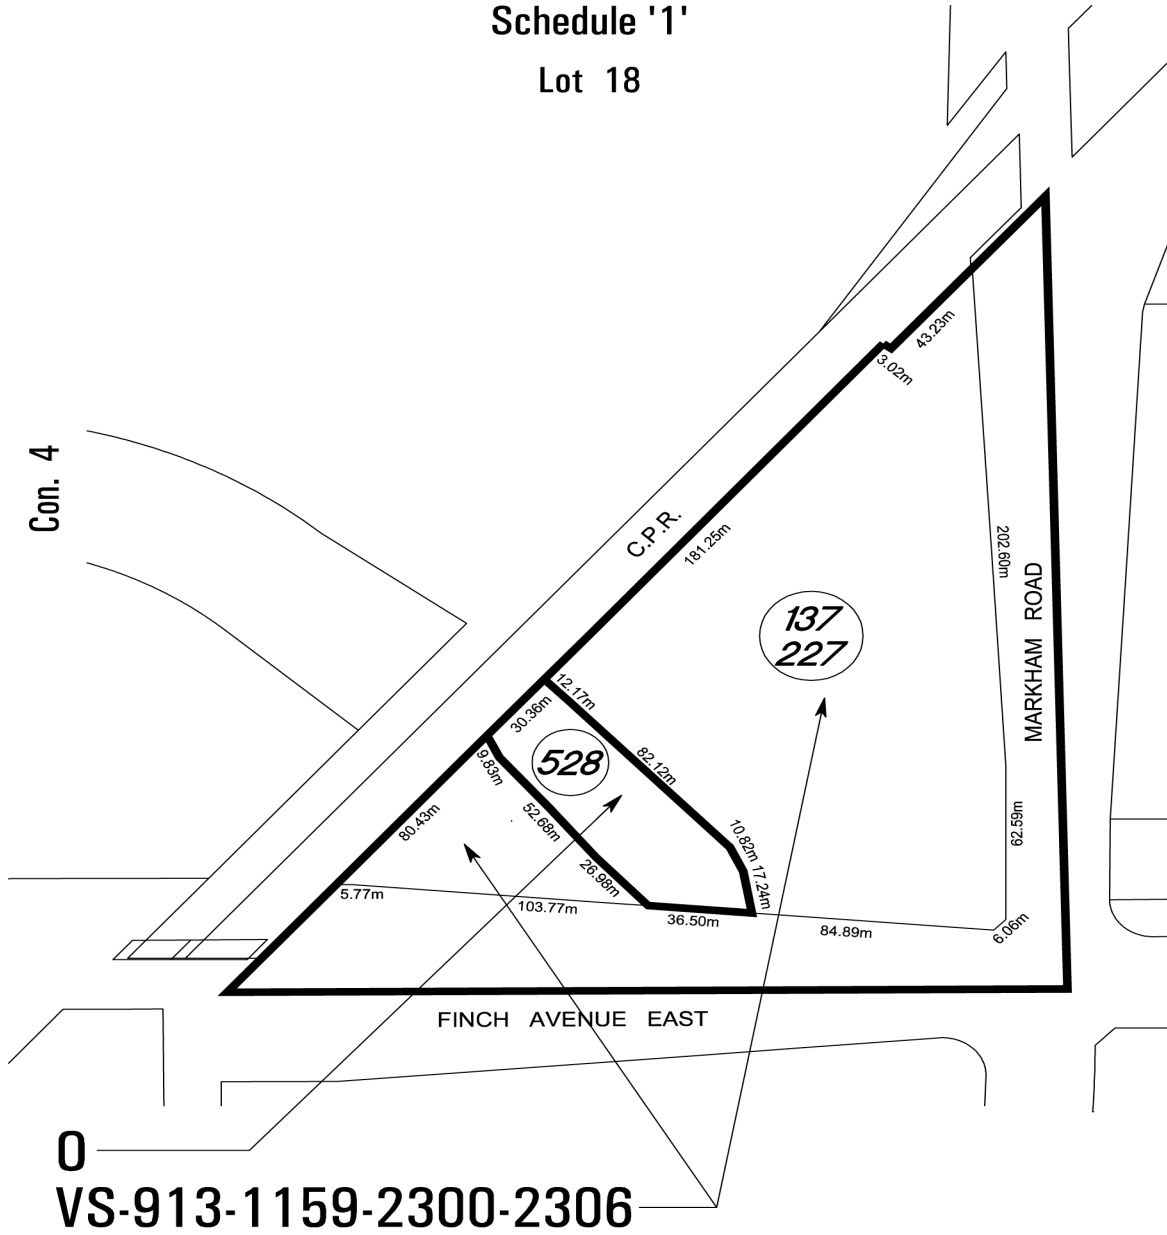 Schedule '1'
Lot 18
Con. 4
C.P.R.
43.23m
3.02m
181.25m
202.60m
MARKHAM ROAD
137
227
12.17m
30.36m
528
82.12m
9.83m
52.68m
80.43m
26.98m
10.82m
17.24m
62.59m
5.77m
103.77m
36.50m
84.89m
6.06m
FINCH AVENUE EAST
O
VS-913-1159-2300-2306